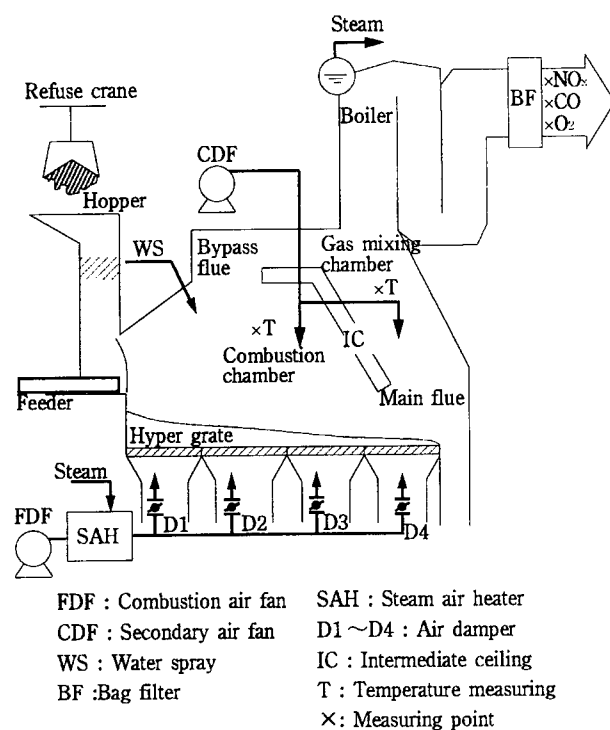 Steam
Refuse crane
BF
×NOx
×CO
×O2
Boiler
CDF
Hopper
WS
Bypass
flue
Gas mixing
chamber
×T
×T
IC
Combustion
chamber
Main flue
Feeder
Hyper grate
Steam
FDF
SAH
D1
D2
D3
D4
FDF : Combustion air fan
CDF : Secondary air fan
WS : Water spray
BF :Bag filter
SAH : Steam air heater
D1～D4 : Air damper
IC : Intermediate ceiling
T : Temperature measuring
×: Measuring point